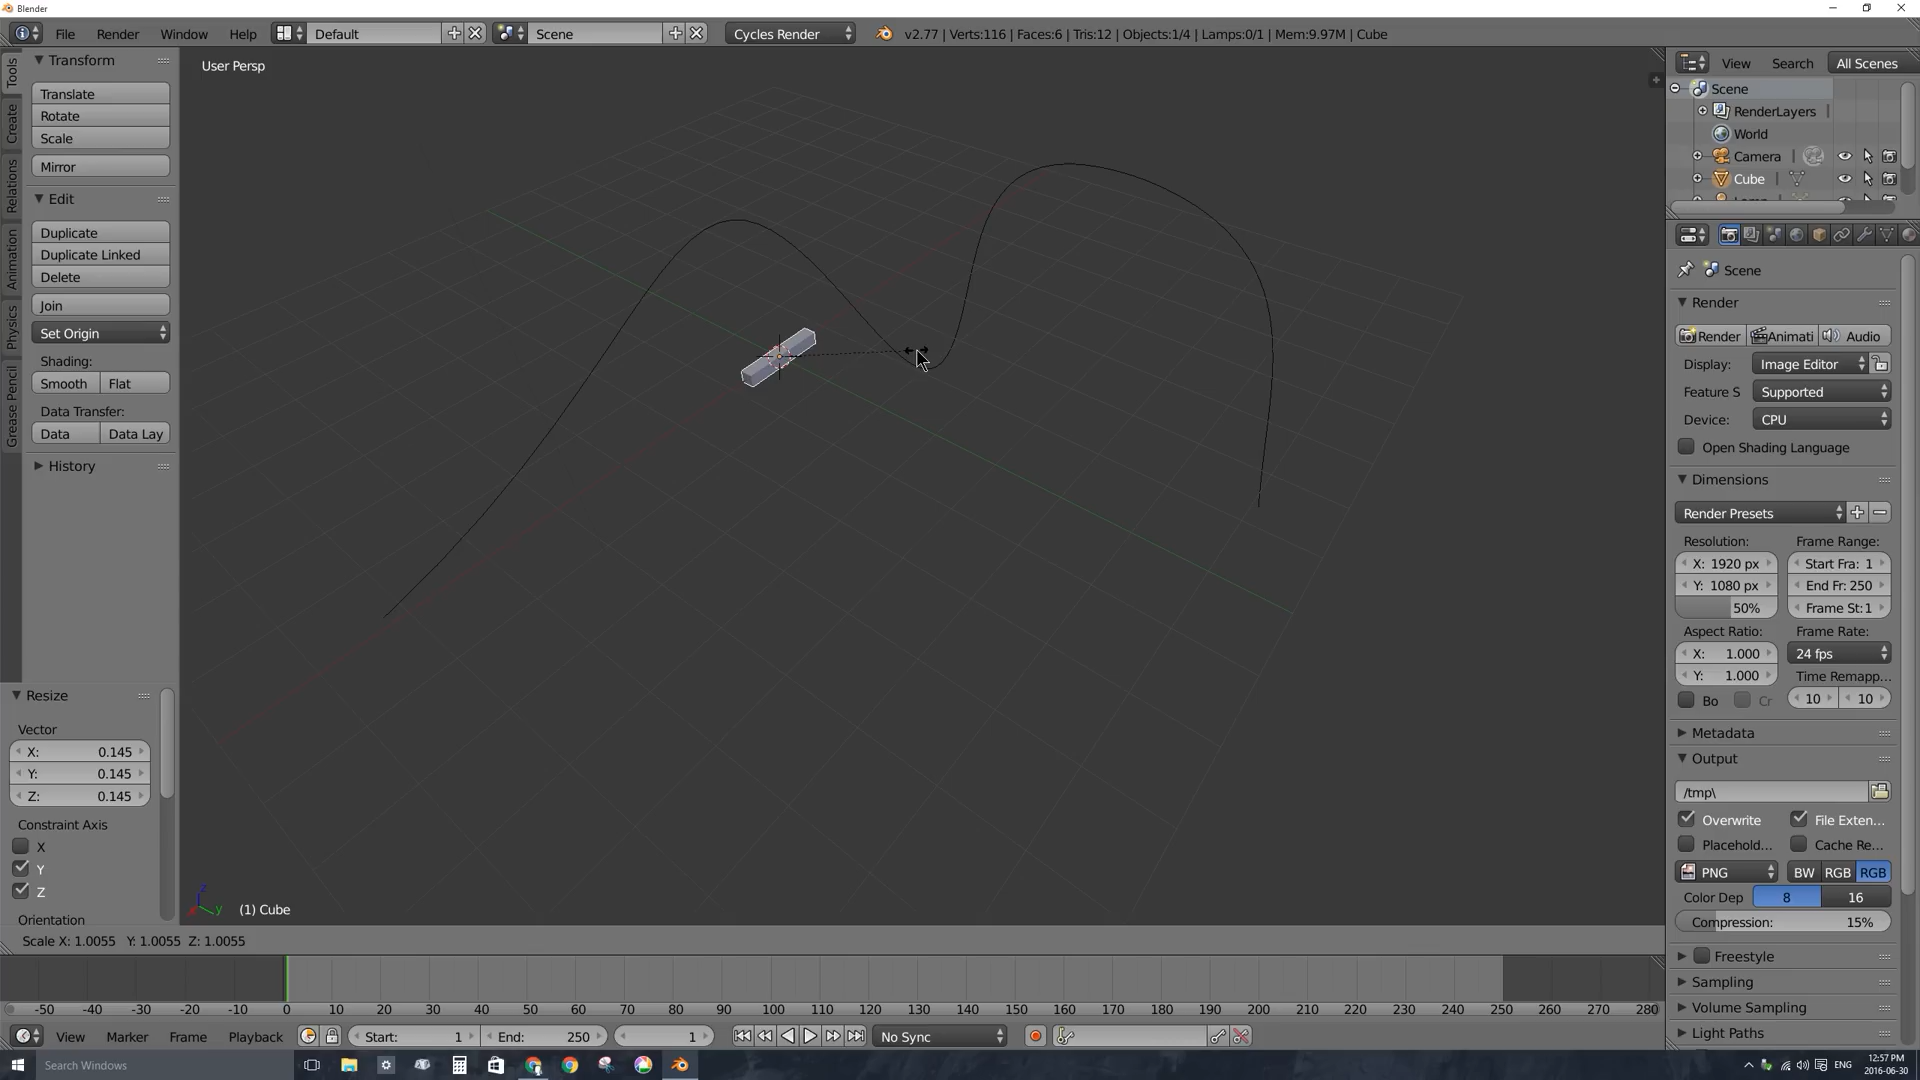 Blender
File Render Window Help Default Scene Cycles Render v2.77 | Verts:116 | Faces:6 | Tris:12 | Objects:1/4 | Lamps:0/1 | Mem:9.97M | Cube
Tools
Create
Relations
Animation
Physics
Grease Pencil
Transform
Translate
Rotate
Scale
Mirror
Edit
Duplicate
Duplicate Linked
Delete
Join
Set Origin
Shading:
Smooth Flat
Data Transfer:
Data Data Lay
History
Resize
Vector
X: 0.145
Y: 0.145
Z: 0.145
Constraint Axis
X
Y
Z
Orientation
User Persp
z
x y
(1) Cube
Scale X: 1.0055 Y: 1.0055 Z: 1.0055
View Search All Scenes
Scene
RenderLayers
World
Camera
Cube
Scene
Render
Render Animati Audio
Display: Image Editor
Feature S Supported
Device: CPU
Open Shading Language
Dimensions
Render Presets
Resolution: Frame Range:
X: 1920 px Start Fra: 1
Y: 1080 px End Fr: 250
50% Frame St:1
Aspect Ratio: Frame Rate:
X: 1.000 24 fps
Y: 1.000 Time Remapp...
Bo Cr 10 10
Metadata
Output
/tmp\
Overwrite File Exten...
Placehold... Cache Re...
PNG BW RGB RGB
Color Dep 8 16
Compression: 15%
Freestyle
Sampling
Volume Sampling
Light Paths
-50 -40 -30 -20 -10 0 10 20 30 40 50 60 70 80 90 100 110 120 130 140 150 160 170 180 190 200 210 220 230 240 250 260 270 280
View Marker Frame Playback Start: 1 End: 250 1 No Sync
Search Windows
ENG
12:57 PM
2016-06-30